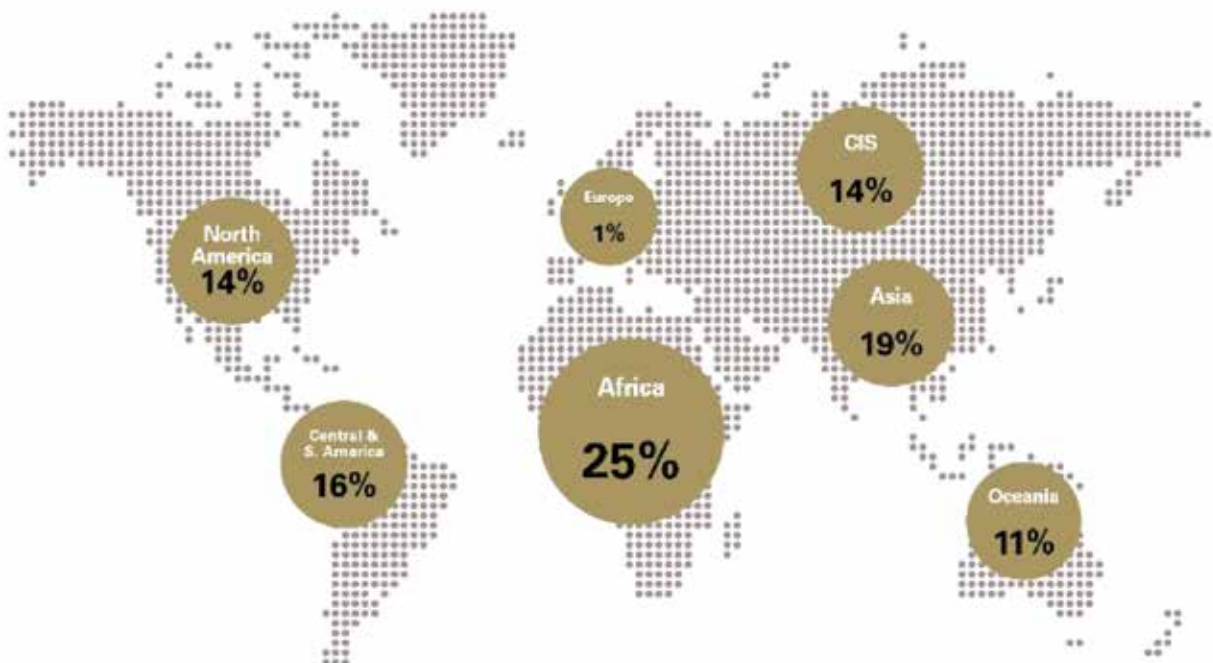 CIS
14%
Europe
1%
North
America
14%
Asia
19%
Africa
25%
Central &
S. America
16%
Oceania
11%